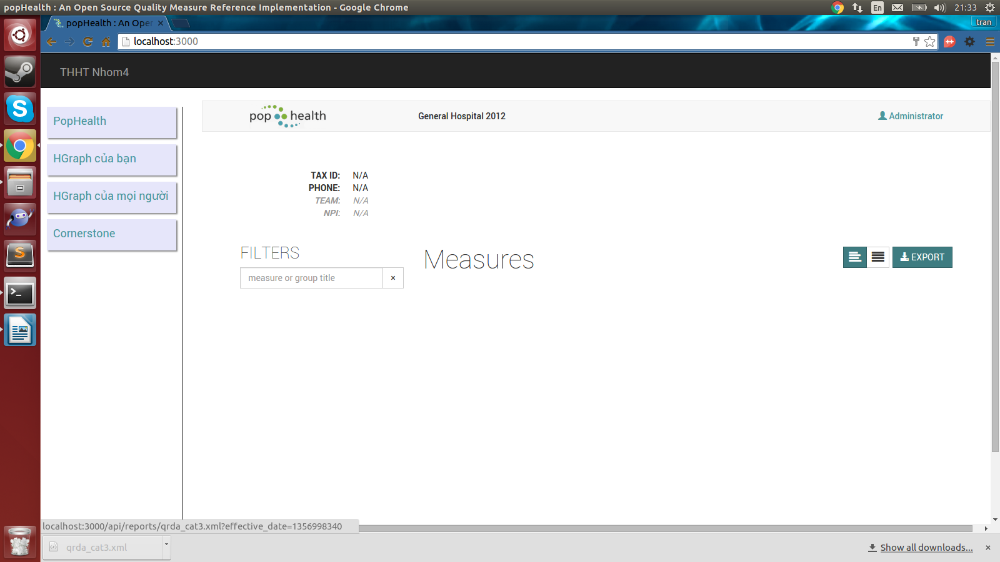 popHealth : An Open Source Quality Measure Reference Implementation - Google Chrome
En
21:33
popHealth : An Oper
tran
localhost:3000
THHT Nhom4
PopHealth
HGraph của bạn
HGraph của mọi người
Cornerstone
pop health
General Hospital 2012
Administrator
TAX ID: N/A
PHONE: N/A
TEAM: N/A
NPI: N/A
FILTERS
measure or group title
×
Measures
EXPORT
localhost:3000/api/reports/qrda_cat3.xml?effective_date=1356998340
qrda_cat3.xml
Show all downloads...